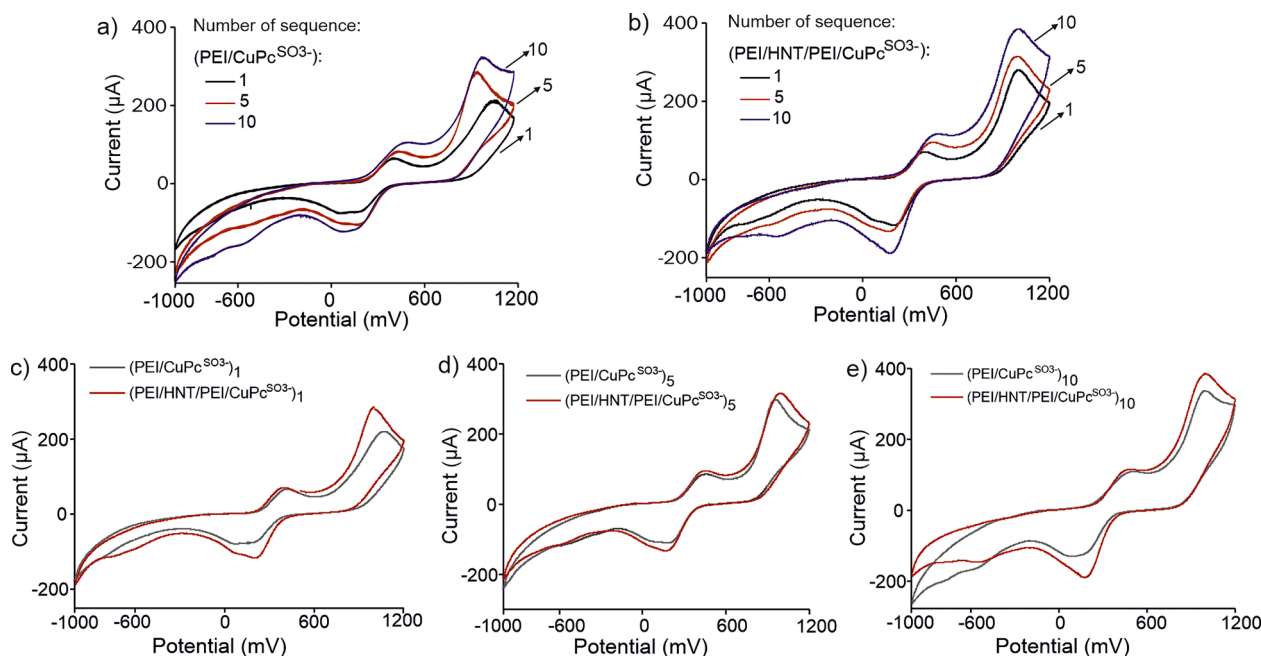 a)
Number of sequence:
(PEI/CuPc^SO3-):
1
5
10
10
5
1
Current (µA)
400
200
0
-200
-1000 -600 0 600 1200
Potential (mV)
b)
Number of sequence:
(PEI/HNT/PEI/CuPc^SO3-):
1
5
10
10
5
1
Current (µA)
400
200
0
-200
-1000 -600 0 600 1200
Potential (mV)
c)
(PEI/CuPc^SO3-)1
(PEI/HNT/PEI/CuPc^SO3-)1
Current (µA)
400
200
0
-200
-1000 -600 0 600 1200
Potential (mV)
d)
(PEI/CuPc^SO3-)5
(PEI/HNT/PEI/CuPc^SO3-)5
Current (µA)
400
200
0
-200
-1000 -600 0 600 1200
Potential (mV)
e)
(PEI/CuPc^SO3-)10
(PEI/HNT/PEI/CuPc^SO3-)10
Current (µA)
400
200
0
-200
-1000 -600 0 600 1200
Potential (mV)